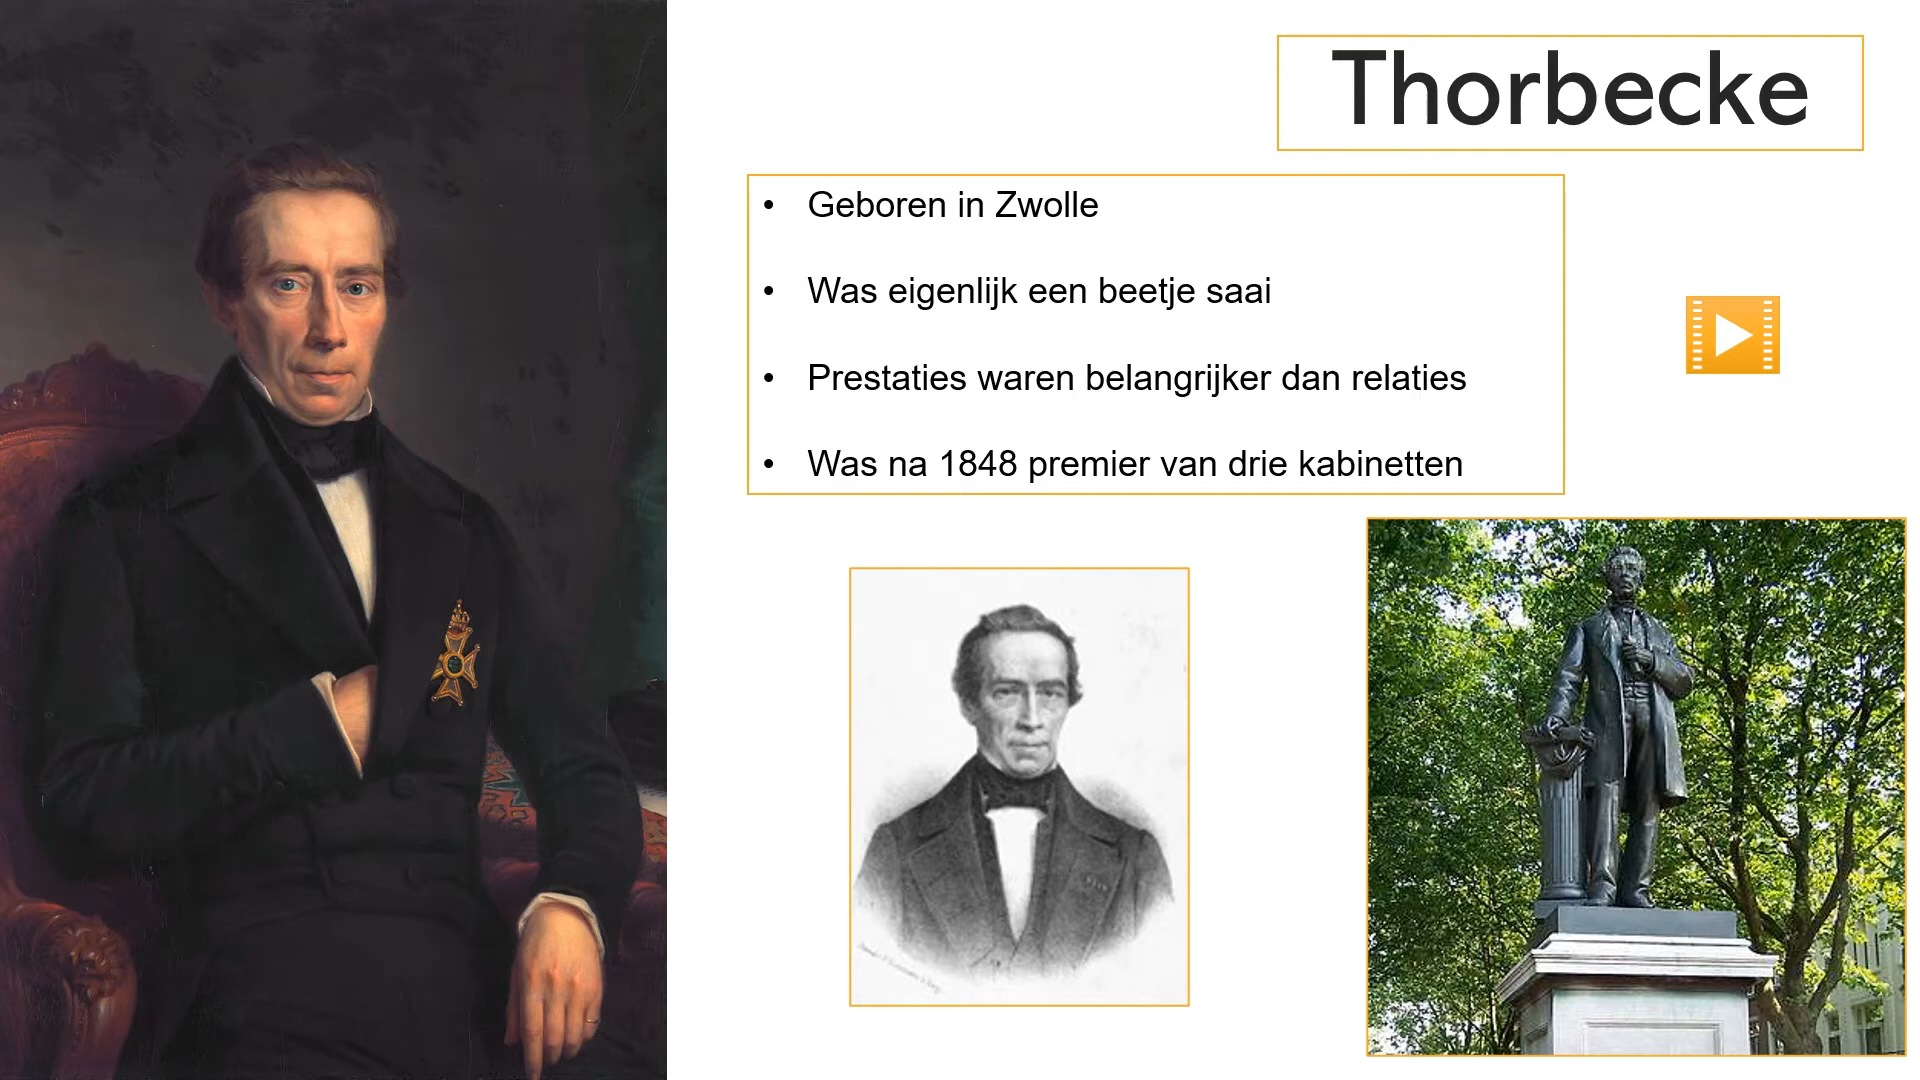 Thorbecke
• Geboren in Zwolle
• Was eigenlijk een beetje saai
• Prestaties waren belangrijker dan relaties
• Was na 1848 premier van drie kabinetten